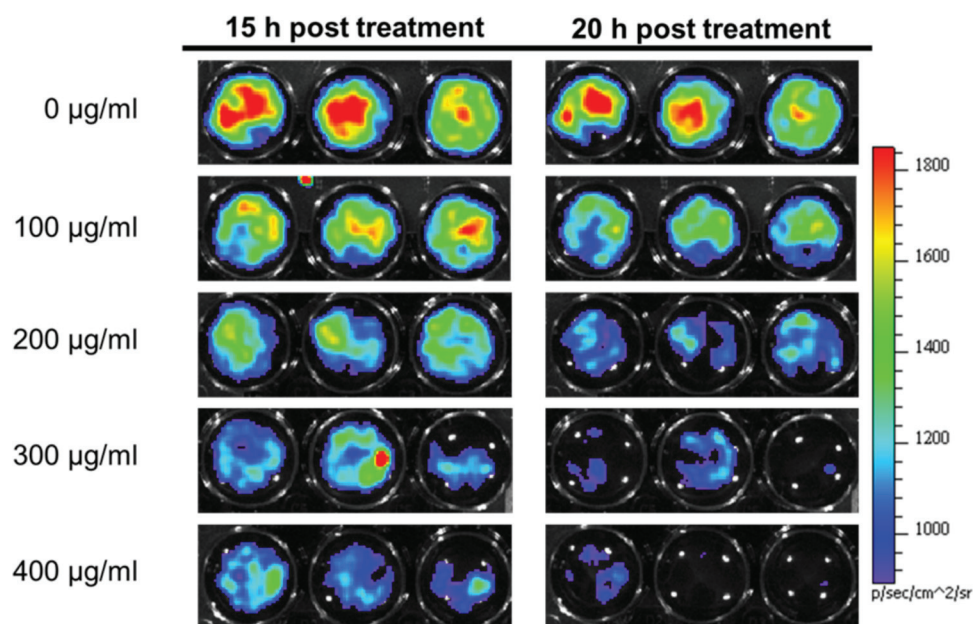 15 h post treatment 20 h post treatment
0 µg/ml
100 µg/ml
200 µg/ml
300 µg/ml
400 µg/ml
1800
1600
1400
1200
1000
p/sec/cm^2/sr